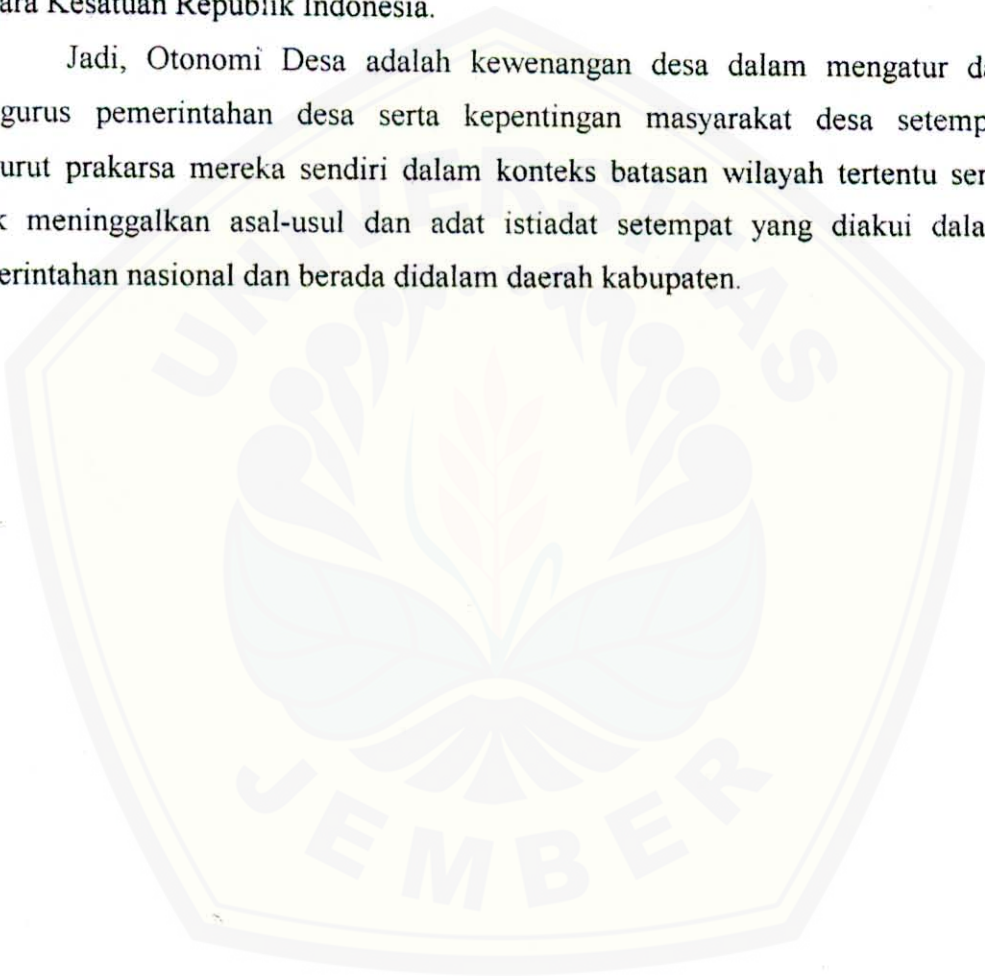 ara Kesatuan Republik Indonesia.
Jadi, Otonomi Desa adalah kewenangan desa dalam mengatur da
gurus pemerintahan desa serta kepentingan masyarakat desa setemp
urut prakarsa mereka sendiri dalam konteks batasan wilayah tertentu ser
k meninggalkan asal-usul dan adat istiadat setempat yang diakui dala
erintahan nasional dan berada didalam daerah kabupaten.
UNIVERSITAS
JEMBER